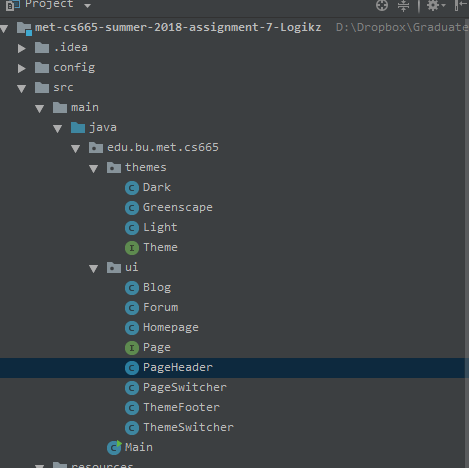 Project
met-cs665-summer-2018-assignment-7-Logikz D:\Dropbox\Graduate
.idea
config
src
main
java
edu.bu.met.cs665
themes
C Dark
C Greenscape
C Light
I Theme
ui
C Blog
C Forum
C Homepage
I Page
C PageHeader
C PageSwitcher
C ThemeFooter
C ThemeSwitcher
C Main
resources